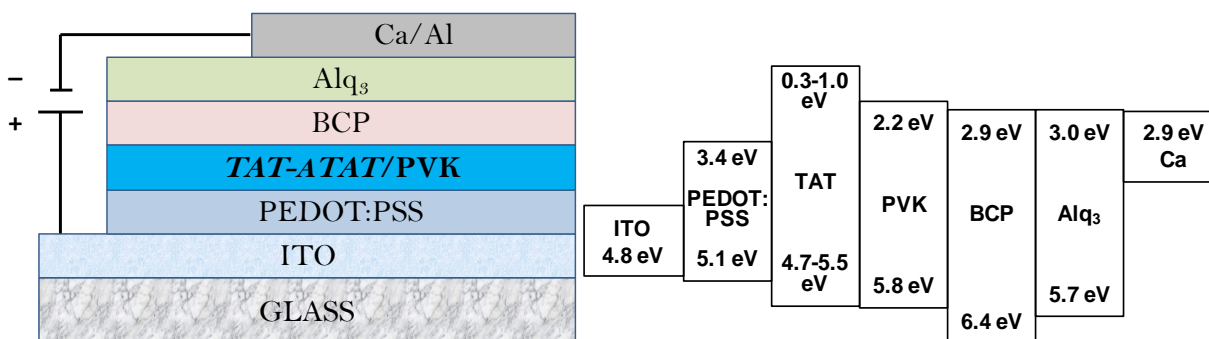 Ca/Al
Alq3
BCP
TAT-ATAT/PVK
PEDOT:PSS
ITO
GLASS
−
+
ITO
4.8 eV
3.4 eV
PEDOT:
PSS
5.1 eV
0.3-1.0
eV
TAT
4.7-5.5
eV
2.2 eV
PVK
5.8 eV
2.9 eV
BCP
6.4 eV
3.0 eV
Alq3
5.7 eV
2.9 eV
Ca